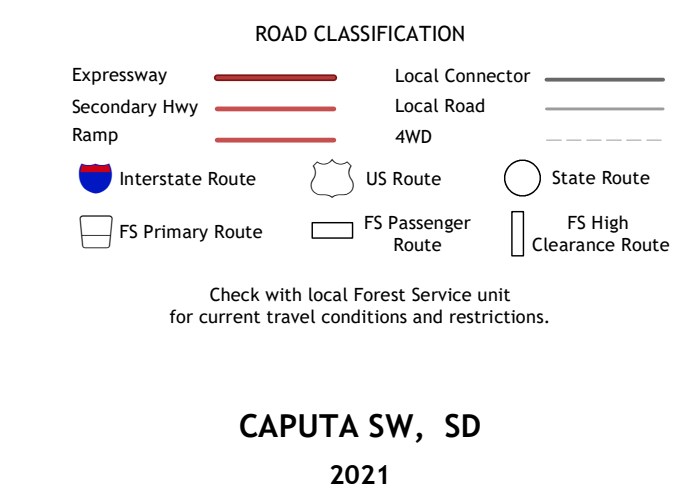 ROAD CLASSIFICATION
Expressway
Local Connector
Secondary Hwy
Local Road
Ramp
4WD
Interstate Route
US Route
State Route
FS Primary Route
FS Passenger
Route
FS High
Clearance Route
Check with local Forest Service unit
for current travel conditions and restrictions.
CAPUTA SW, SD
2021